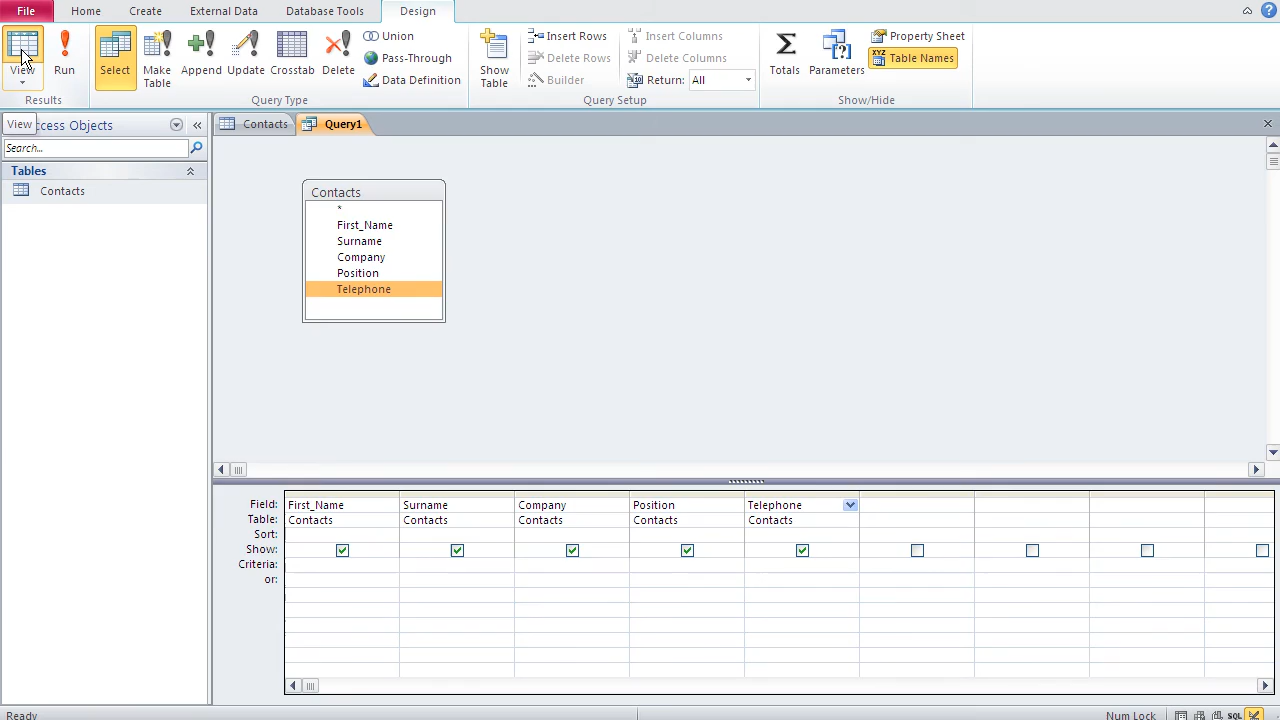 File Home Create External Data Database Tools Design
View Run Select Make Table Append Update Crosstab Delete Union Pass-Through Data Definition Show Table Insert Rows Delete Rows Builder Insert Columns Delete Columns Return: All Totals Parameters Property Sheet XYZ Table Names
Results Query Type Query Setup Show/Hide
View ccess Objects Contacts Query1
Search...
Tables
Contacts
Contacts
*
First_Name
Surname
Company
Position
Telephone
Field: First_Name Surname Company Position Telephone
Table: Contacts Contacts Contacts Contacts Contacts
Sort:
Show:
Criteria:
or:
Ready Num Lock SQL